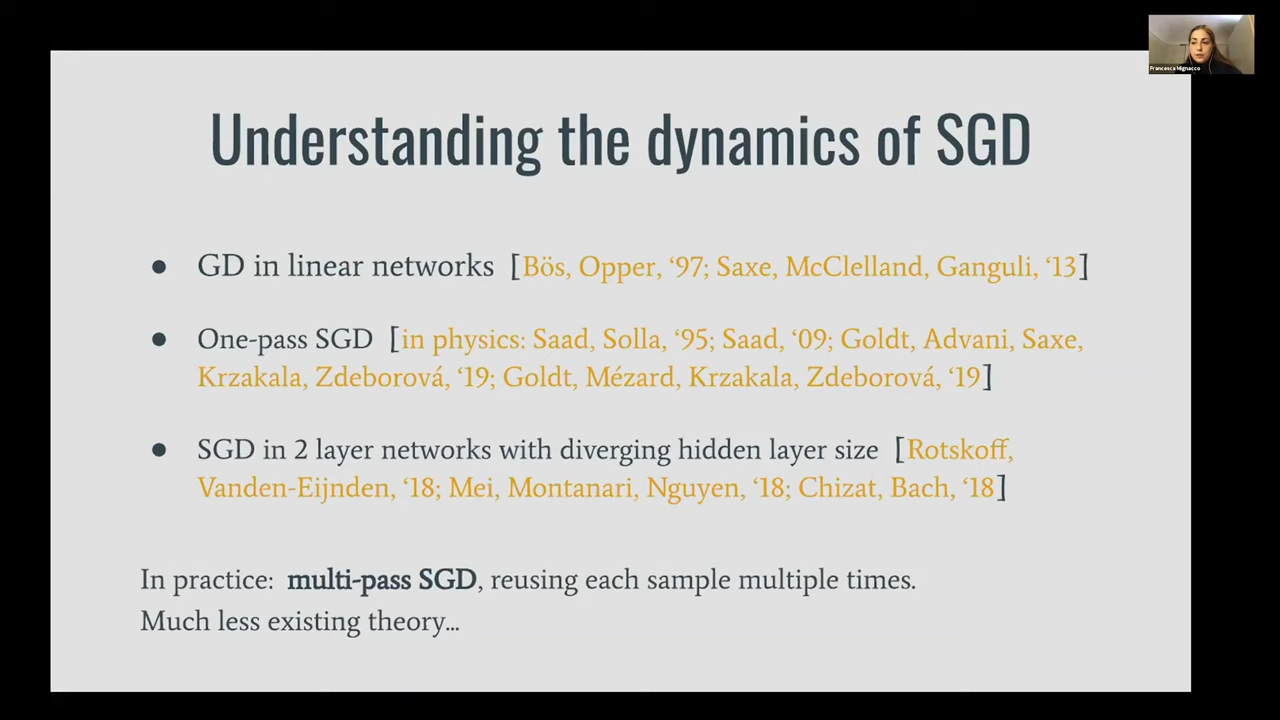 Francesca Mignacco
Understanding the dynamics of SGD
● GD in linear networks [Bös, Opper, ‘97; Saxe, McClelland, Ganguli, ‘13]
● One-pass SGD [in physics: Saad, Solla, ‘95; Saad, ‘09; Goldt, Advani, Saxe,
Krzakala, Zdeborová, ‘19; Goldt, Mézard, Krzakala, Zdeborová, ‘19]
● SGD in 2 layer networks with diverging hidden layer size [Rotskoff,
Vanden-Eijnden, ‘18; Mei, Montanari, Nguyen, ‘18; Chizat, Bach, ‘18]
In practice: multi-pass SGD, reusing each sample multiple times.
Much less existing theory...